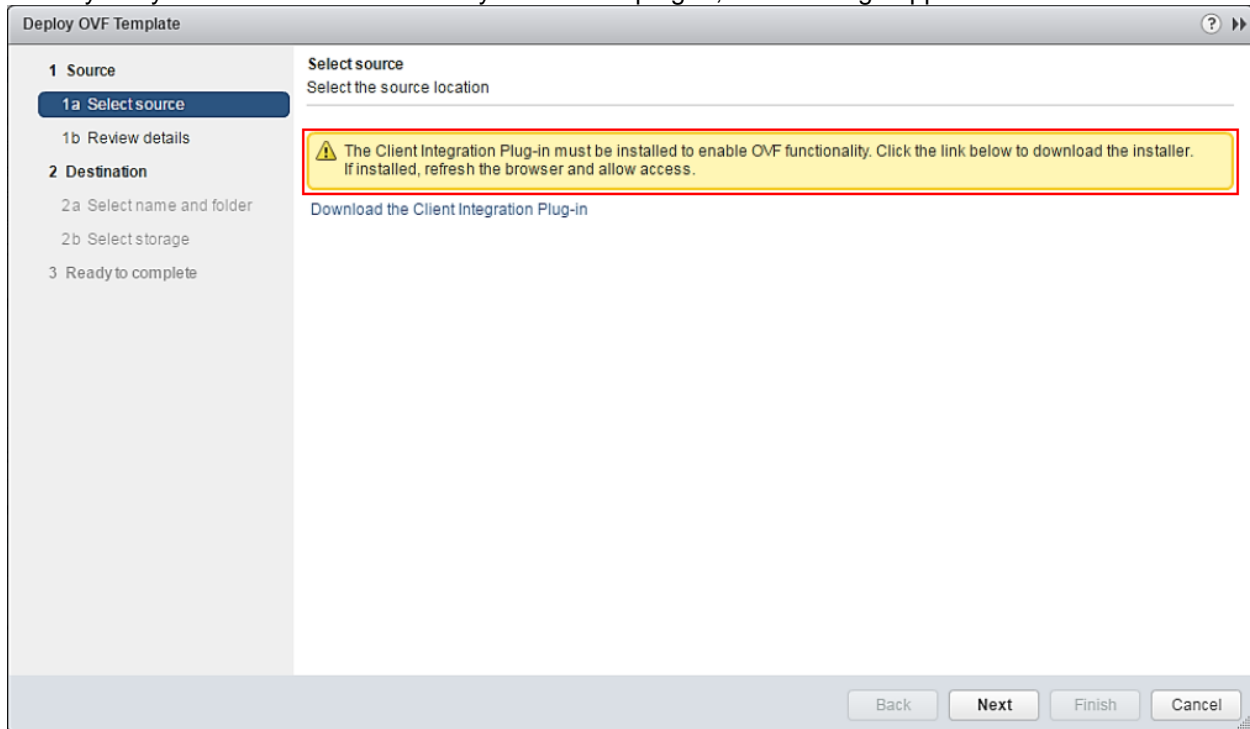 Deploy OVF Template
1 Source
1a Select source
1b Review details
2 Destination
2a Select name and folder
2b Select storage
3 Ready to complete
Select source
Select the source location
The Client Integration Plug-in must be installed to enable OVF functionality. Click the link below to download the installer.
If installed, refresh the browser and allow access.
Download the Client Integration Plug-in
Back Next Finish Cancel